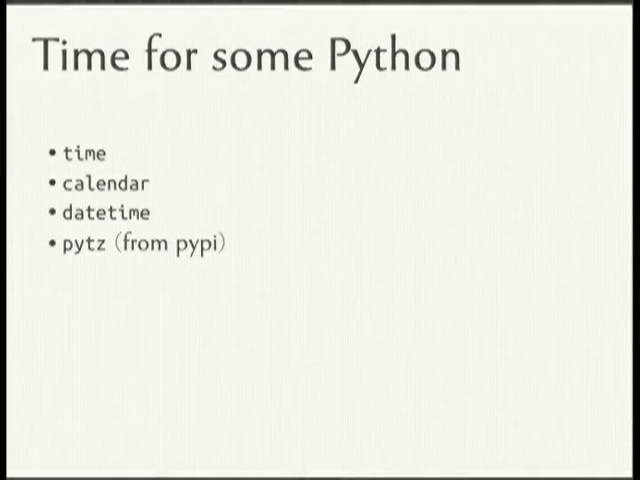 Time for some Python
• time
• calendar
• datetime
• pytz (from pypi)